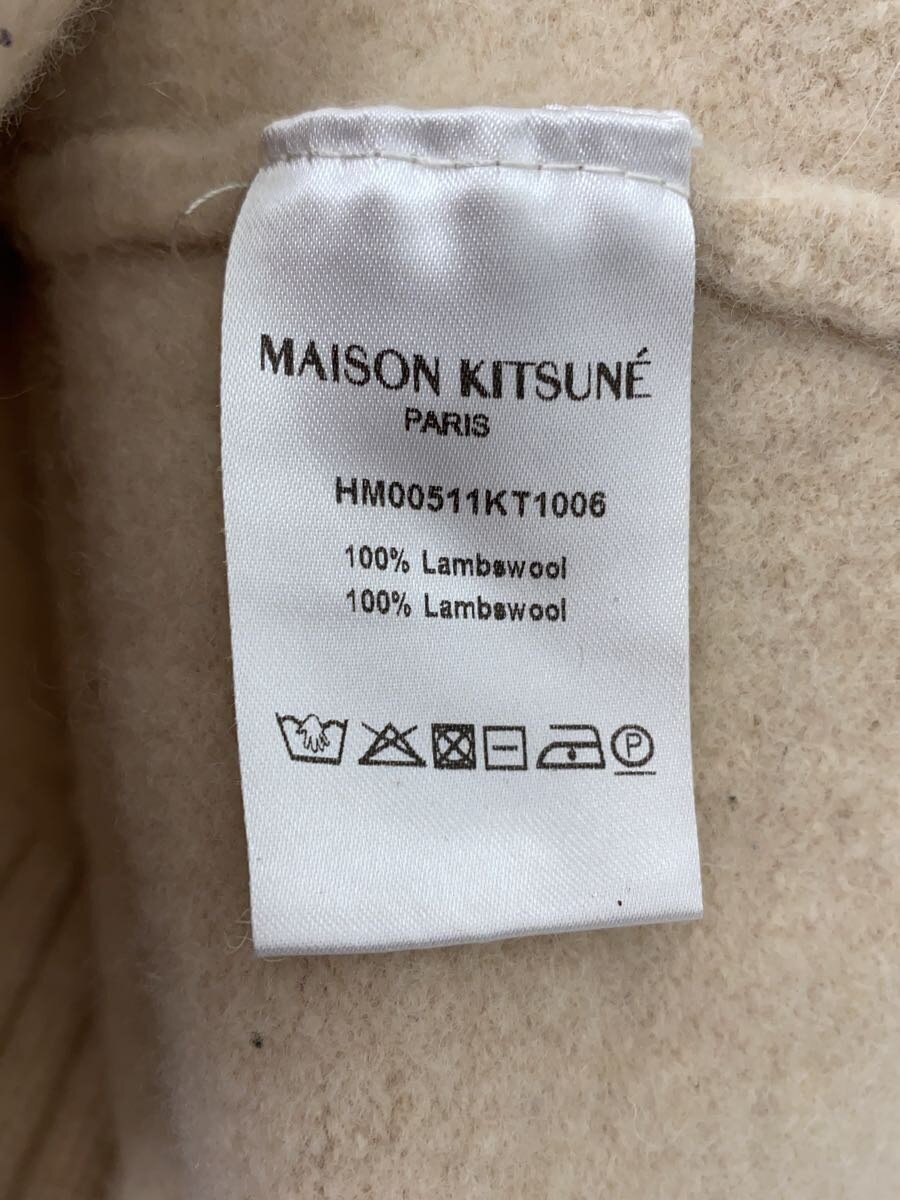 MAISON KITSUNÉ
PARIS
HM00511KT1006
100% Lambswool
100% Lambswool
P